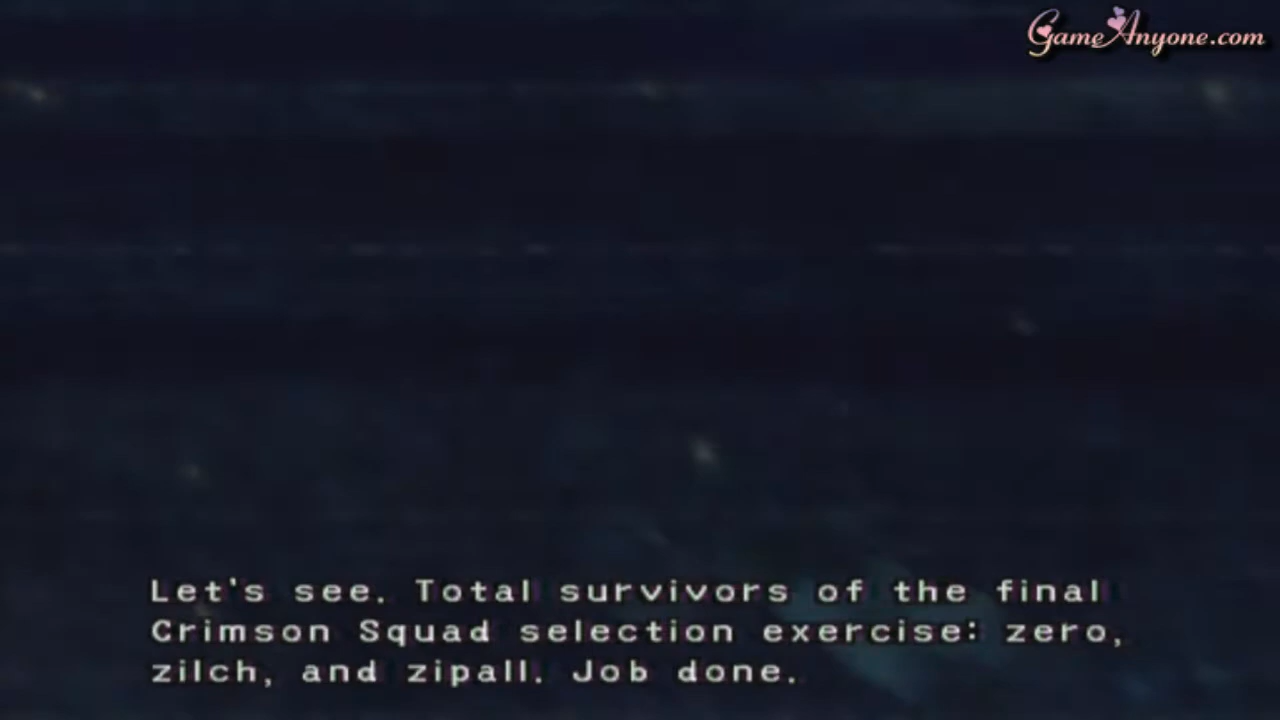 GameAnyone.com
Let's see. Total survivors of the final
Crimson Squad selection exercise: zero,
zilch, and zipall. Job done.